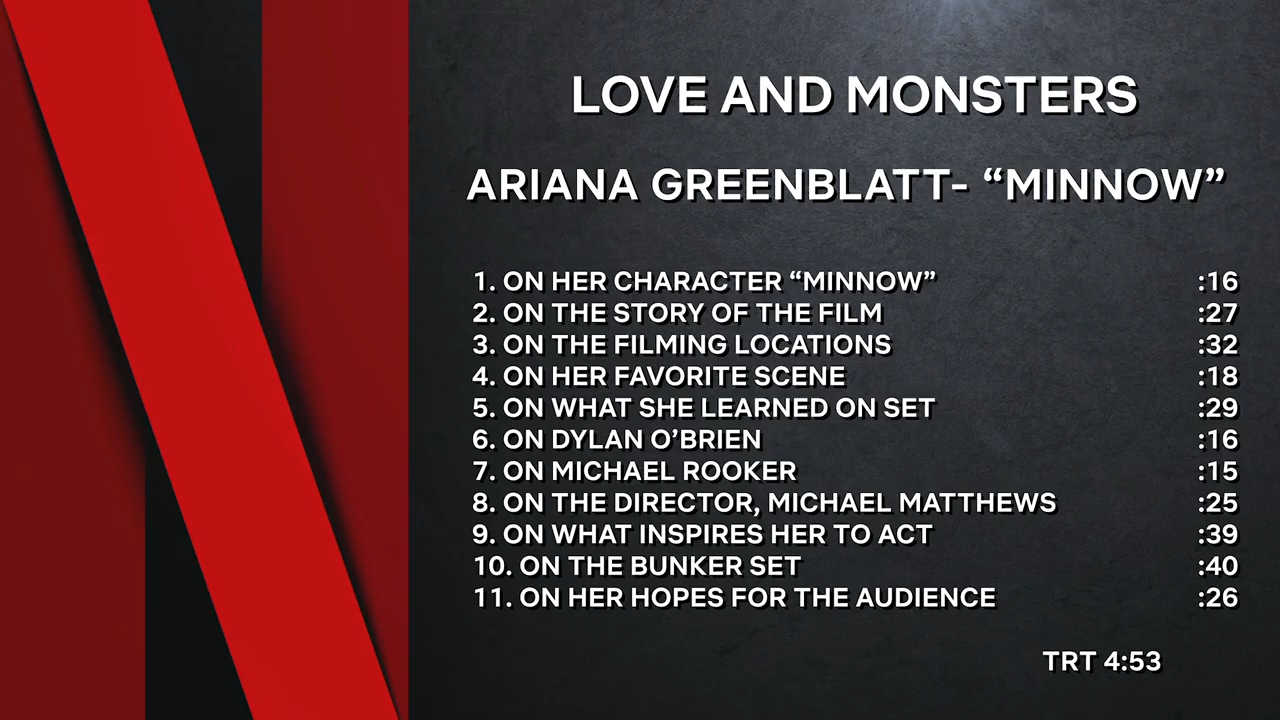 LOVE AND MONSTERS
ARIANA GREENBLATT- “MINNOW”
1. ON HER CHARACTER “MINNOW” :16
2. ON THE STORY OF THE FILM :27
3. ON THE FILMING LOCATIONS :32
4. ON HER FAVORITE SCENE :18
5. ON WHAT SHE LEARNED ON SET :29
6. ON DYLAN O’BRIEN :16
7. ON MICHAEL ROOKER :15
8. ON THE DIRECTOR, MICHAEL MATTHEWS :25
9. ON WHAT INSPIRES HER TO ACT :39
10. ON THE BUNKER SET :40
11. ON HER HOPES FOR THE AUDIENCE :26
TRT 4:53